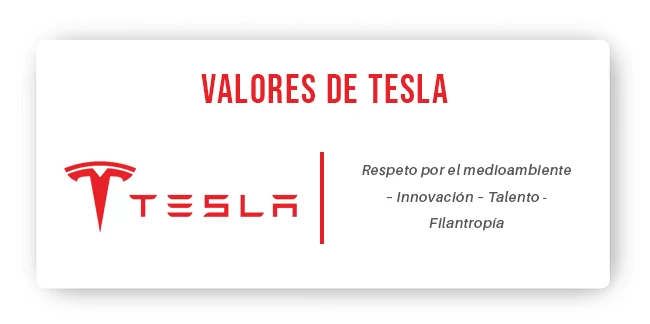 VALORES DE TESLA
TESLA
Respeto por el medioambiente
– Innovación – Talento -
Filantropía